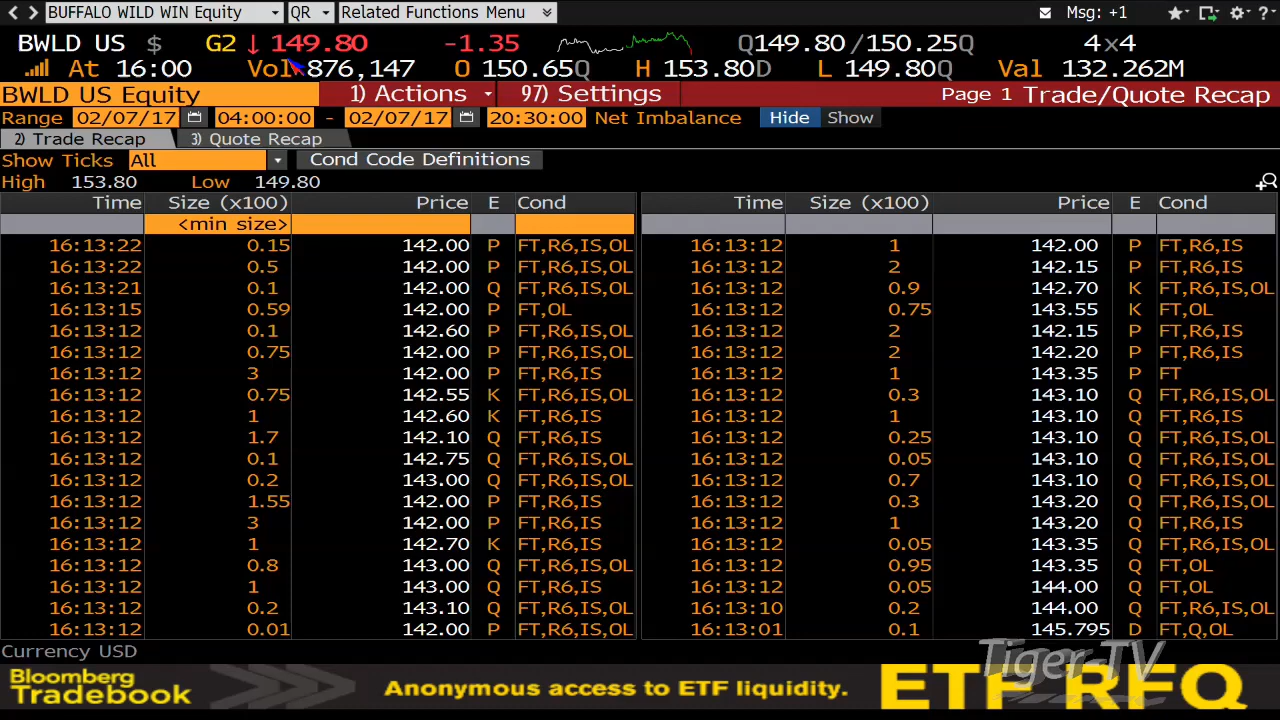 BUFFALO WILD WIN Equity QR Related Functions Menu Msg: +1 ?
BWLD US $ G2 ↓ 149.80 -1.35 Q149.80/150.25Q 4x4
At 16:00 Vol 876,147 O 150.65Q H 153.80D L 149.80Q Val 132.262M
BWLD US Equity 1) Actions 97) Settings Page 1 Trade/Quote Recap
Range 02/07/17 04:00:00 - 02/07/17 20:30:00 Net Imbalance Hide Show
2) Trade Recap 3) Quote Recap
Show Ticks All Cond Code Definitions
High 153.80 Low 149.80
Time Size (x100) Price E Cond Time Size (x100) Price E Cond
<min size>
16:13:22 0.15 142.00 P FT,R6,IS,OL 16:13:12 1 142.00 P FT,R6,IS
16:13:22 0.5 142.00 P FT,R6,IS,OL 16:13:12 2 142.15 P FT,R6,IS
16:13:21 0.1 142.00 Q FT,R6,IS,OL 16:13:12 0.9 142.70 K FT,R6,IS,OL
16:13:15 0.59 142.00 P FT,OL 16:13:12 0.75 143.55 K FT,OL
16:13:12 0.1 142.60 P FT,R6,IS,OL 16:13:12 2 142.15 P FT,R6,IS
16:13:12 0.75 142.00 P FT,R6,IS,OL 16:13:12 2 142.20 P FT,R6,IS
16:13:12 3 142.00 P FT,R6,IS 16:13:12 1 143.35 P FT
16:13:12 0.75 142.55 K FT,R6,IS,OL 16:13:12 0.3 143.10 Q FT,R6,IS,OL
16:13:12 1 142.60 K FT,R6,IS 16:13:12 1 143.10 Q FT,R6,IS
16:13:12 1.7 142.10 Q FT,R6,IS 16:13:12 0.25 143.10 Q FT,R6,IS,OL
16:13:12 0.1 142.75 Q FT,R6,IS,OL 16:13:12 0.05 143.10 Q FT,R6,IS,OL
16:13:12 0.2 143.00 Q FT,R6,IS,OL 16:13:12 0.7 143.10 Q FT,R6,IS,OL
16:13:12 1.55 142.00 P FT,R6,IS 16:13:12 0.3 143.20 Q FT,R6,IS,OL
16:13:12 3 142.00 P FT,R6,IS 16:13:12 1 143.20 Q FT,R6,IS
16:13:12 1 142.70 K FT,R6,IS 16:13:12 0.05 143.35 Q FT,R6,IS,OL
16:13:12 0.8 143.00 Q FT,R6,IS,OL 16:13:12 0.95 143.35 Q FT,OL
16:13:12 1 143.00 Q FT,R6,IS 16:13:12 0.05 144.00 Q FT,OL
16:13:12 0.2 143.10 Q FT,R6,IS,OL 16:13:10 0.2 144.00 Q FT,R6,IS,OL
16:13:12 0.01 142.00 P FT,R6,IS,OL 16:13:01 0.1 145.795 D FT,Q,OL
Currency USD
TigerTV
Bloomberg
Tradebook
Anonymous access to ETF liquidity.
ETF RFQ